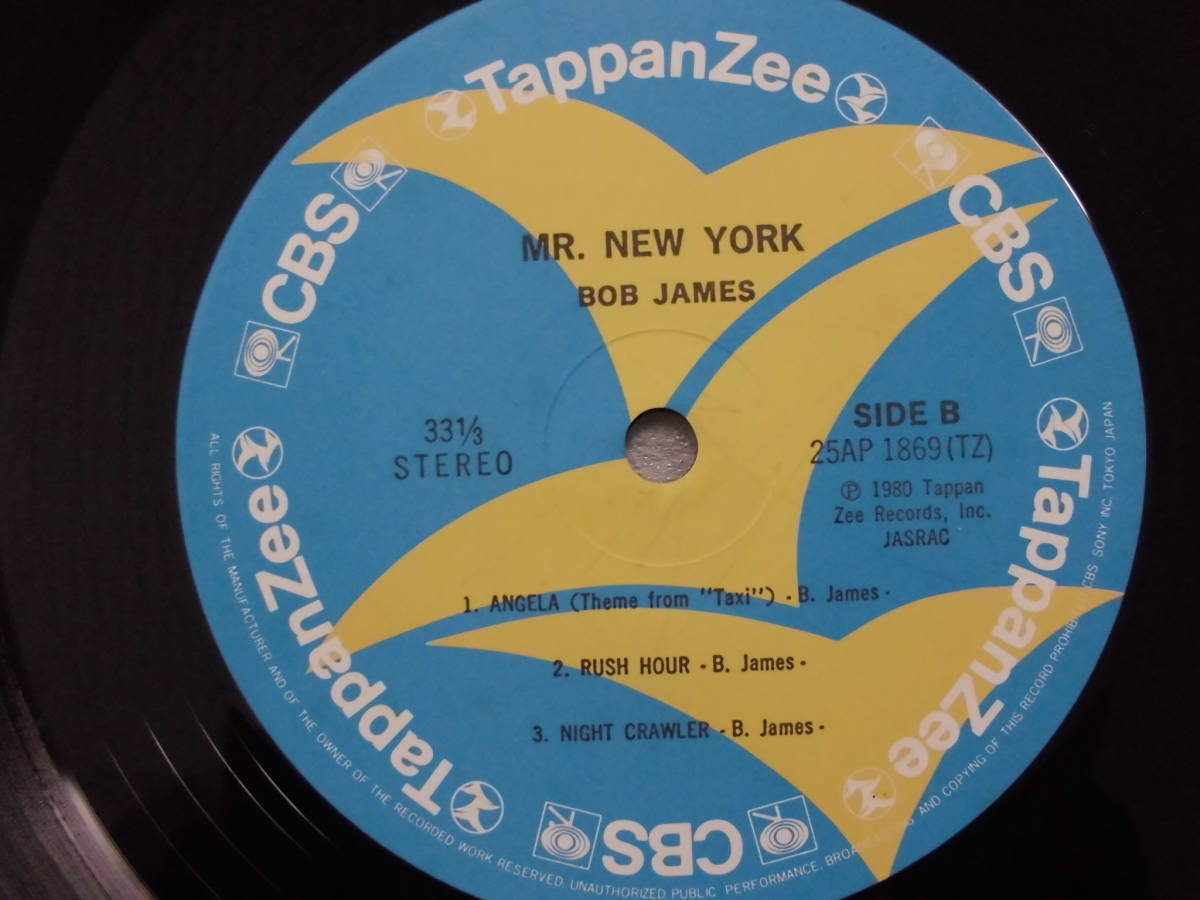 TappanZee
CBS
CBS
MR. NEW YORK
BOB JAMES
33⅓
STEREO
SIDE B
25AP 1869(TZ)
Ⓟ 1980 Tappan
Zee Records, Inc.
JASRAC
1. ANGELA (Theme from "Taxi") - B. James -
2. RUSH HOUR - B. James -
3. NIGHT CRAWLER - B. James -
TappanZee
TappanZee
CBS
ALL RIGHTS OF THE MANUFACTURER AND OF THE OWNER OF THE RECORDED WORK RESERVED. UNAUTHORIZED PUBLIC PERFORMANCE, BROADCASTING AND COPYING OF THIS RECORD PROHIBITED. CBS SONY INC. TOKYO JAPAN